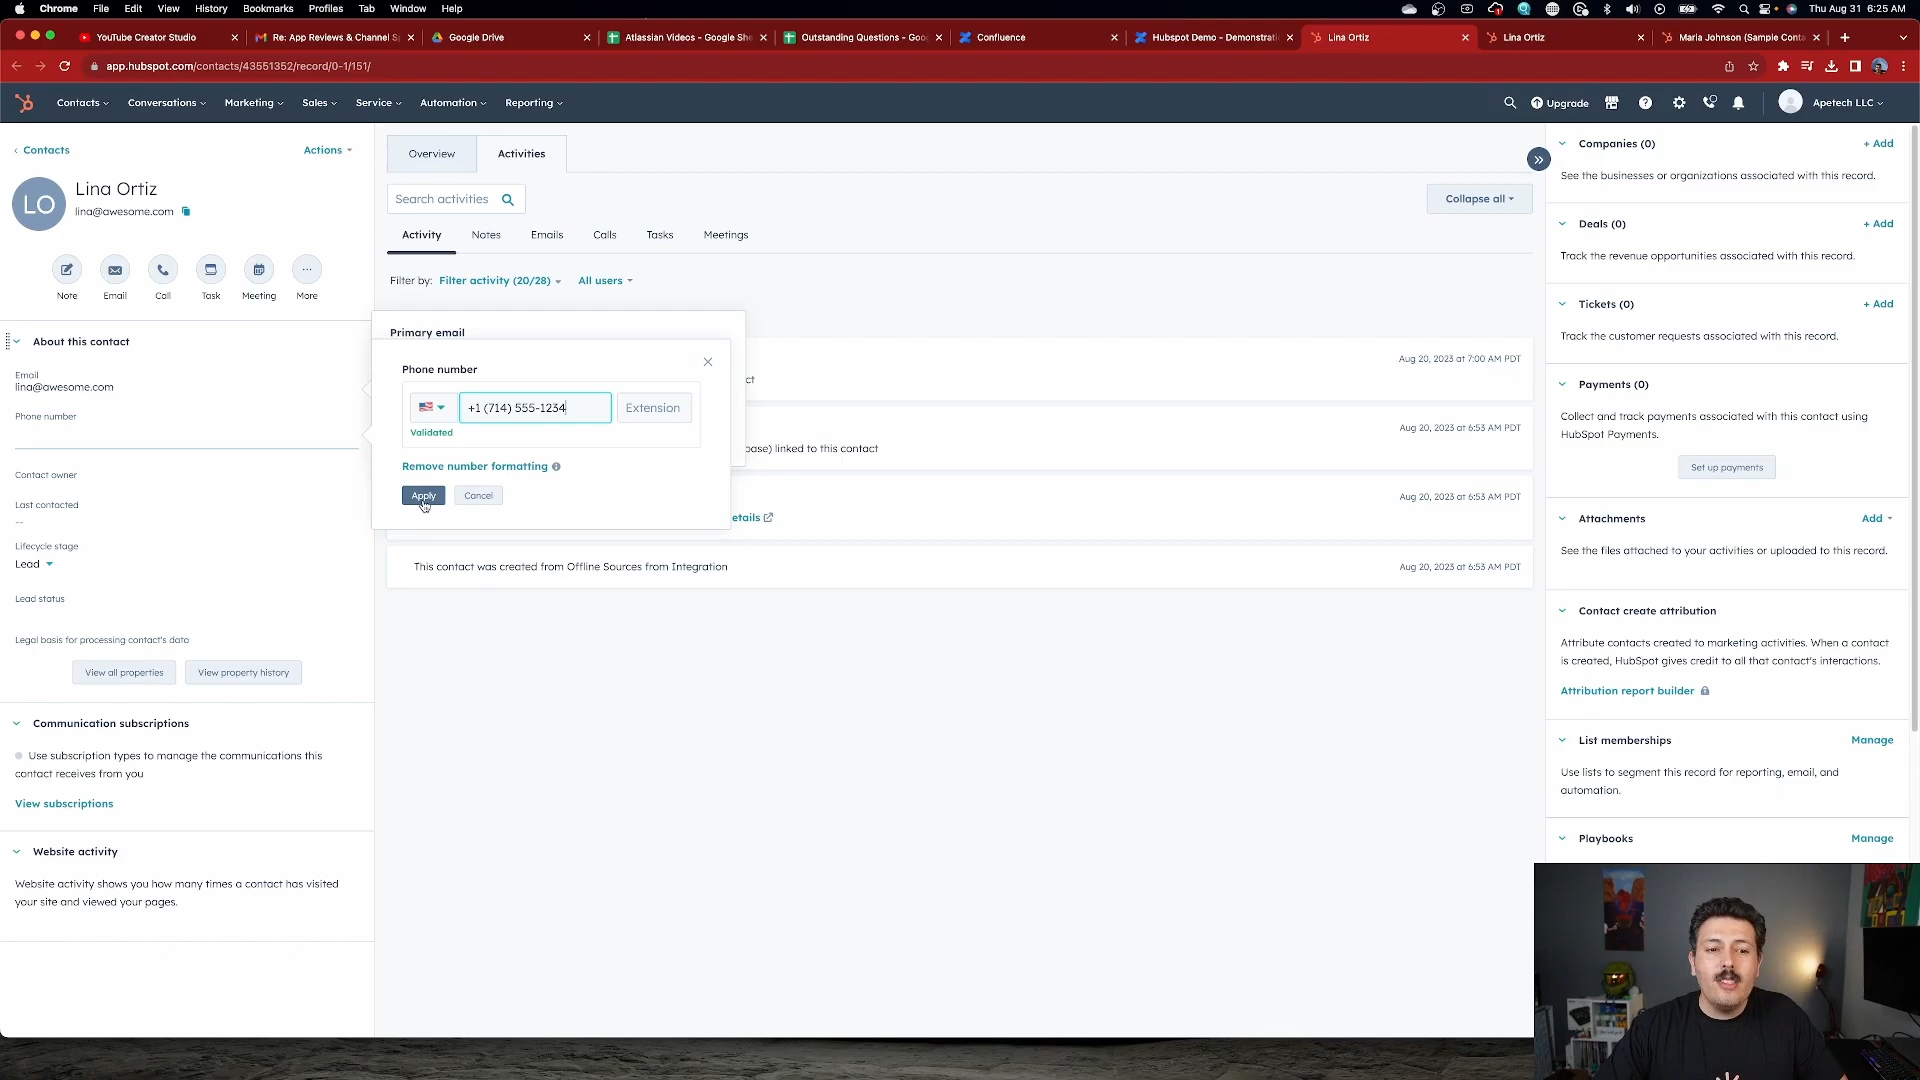 Chrome File Edit View History Bookmarks Profiles Tab Window Help
Thu Aug 31 6:25 AM
YouTube Creator Studio
Re: App Reviews & Channel S
Google Drive
Atlassian Videos - Google She
Outstanding Questions - Goo
Confluence
Hubspot Demo - Demonstrati
Lina Ortiz
Lina Ortiz
Maria Johnson (Sample Conta
app.hubspot.com/contacts/43551352/record/0-1/151/
Contacts Conversations Marketing Sales Service Automation Reporting
Upgrade
Apetech LLC
Contacts
Actions
LO
Lina Ortiz
lina@awesome.com
Note Email Call Task Meeting More
About this contact
Email
lina@awesome.com
Phone number
Contact owner
Last contacted
--
Lifecycle stage
Lead
Lead status
Legal basis for processing contact's data
View all properties
View property history
Communication subscriptions
Use subscription types to manage the communications this
contact receives from you
View subscriptions
Website activity
Website activity shows you how many times a contact has visited
your site and viewed your pages.
Overview Activities
Search activities
Collapse all
Activity Notes Emails Calls Tasks Meetings
Filter by: Filter activity (20/28) All users
Primary email
Phone number
+1 (714) 555-1234
Extension
Validated
Remove number formatting
Apply
Cancel
Aug 20, 2023 at 7:00 AM PDT
ct
Aug 20, 2023 at 6:53 AM PDT
base) linked to this contact
Aug 20, 2023 at 6:53 AM PDT
etails
This contact was created from Offline Sources from Integration
Aug 20, 2023 at 6:53 AM PDT
Companies (0)
+ Add
See the businesses or organizations associated with this record.
Deals (0)
+ Add
Track the revenue opportunities associated with this record.
Tickets (0)
+ Add
Track the customer requests associated with this record.
Payments (0)
Collect and track payments associated with this contact using
HubSpot Payments.
Set up payments
Attachments
Add
See the files attached to your activities or uploaded to this record.
Contact create attribution
Attribute contacts created to marketing activities. When a contact
is created, HubSpot gives credit to all that contact's interactions.
Attribution report builder
List memberships
Manage
Use lists to segment this record for reporting, email, and
automation.
Playbooks
Manage